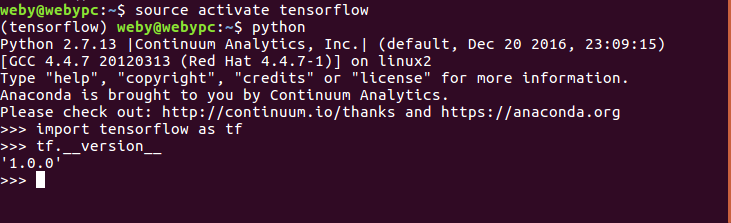 weby@webypc:~$ source activate tensorflow
(tensorflow) weby@webypc:~$ python
Python 2.7.13 |Continuum Analytics, Inc.| (default, Dec 20 2016, 23:09:15)
[GCC 4.4.7 20120313 (Red Hat 4.4.7-1)] on linux2
Type "help", "copyright", "credits" or "license" for more information.
Anaconda is brought to you by Continuum Analytics.
Please check out: http://continuum.io/thanks and https://anaconda.org
>>> import tensorflow as tf
>>> tf.__version__
'1.0.0'
>>>